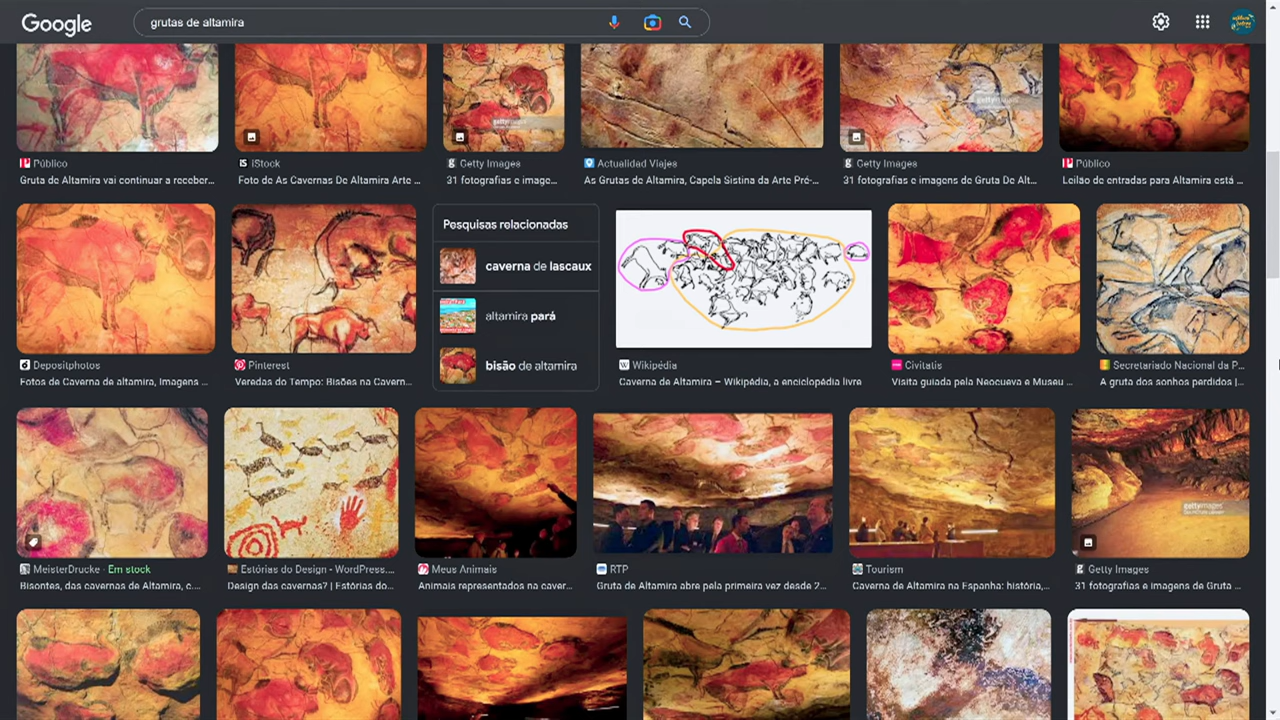 Google
grutas de altamira
gettyimages
gettyimages
Público
iStock
Getty Images
Actualidad Viajes
Getty Images
Público
Gruta de Altamira vai continuar a receber...
Foto de As Cavernas De Altamira Arte ...
31 fotografias e image...
As Grutas de Altamira, Capela Sistina da Arte Pré-...
31 fotografias e imagens de Gruta De Alt...
Leilão de entradas para Altamira está ...
Pesquisas relacionadas
caverna de lascaux
altamira pará
bisão de altamira
Depositphotos
Pinterest
Wikipédia
Civitatis
Secretariado Nacional da P...
Fotos de Caverna de altamira, Imagens ...
Veredas do Tempo: Bisões na Cavern...
Caverna de Altamira – Wikipédia, a enciclopédia livre
Visita guiada pela Neocueva e Museu ...
A gruta dos sonhos perdidos |...
gettyimages
MeisterDrucke · Em stock
Estórias do Design - WordPress....
Meus Animais
RTP
Tourism
Getty Images
Bisontes, das cavernas de Altamira, c...
Design das cavernas? | Estórias do...
Animais representados na caver...
Gruta de Altamira abre pela primeira vez desde 2...
Caverna de Altamira na Espanha: história,...
31 fotografias e imagens de Gruta ...